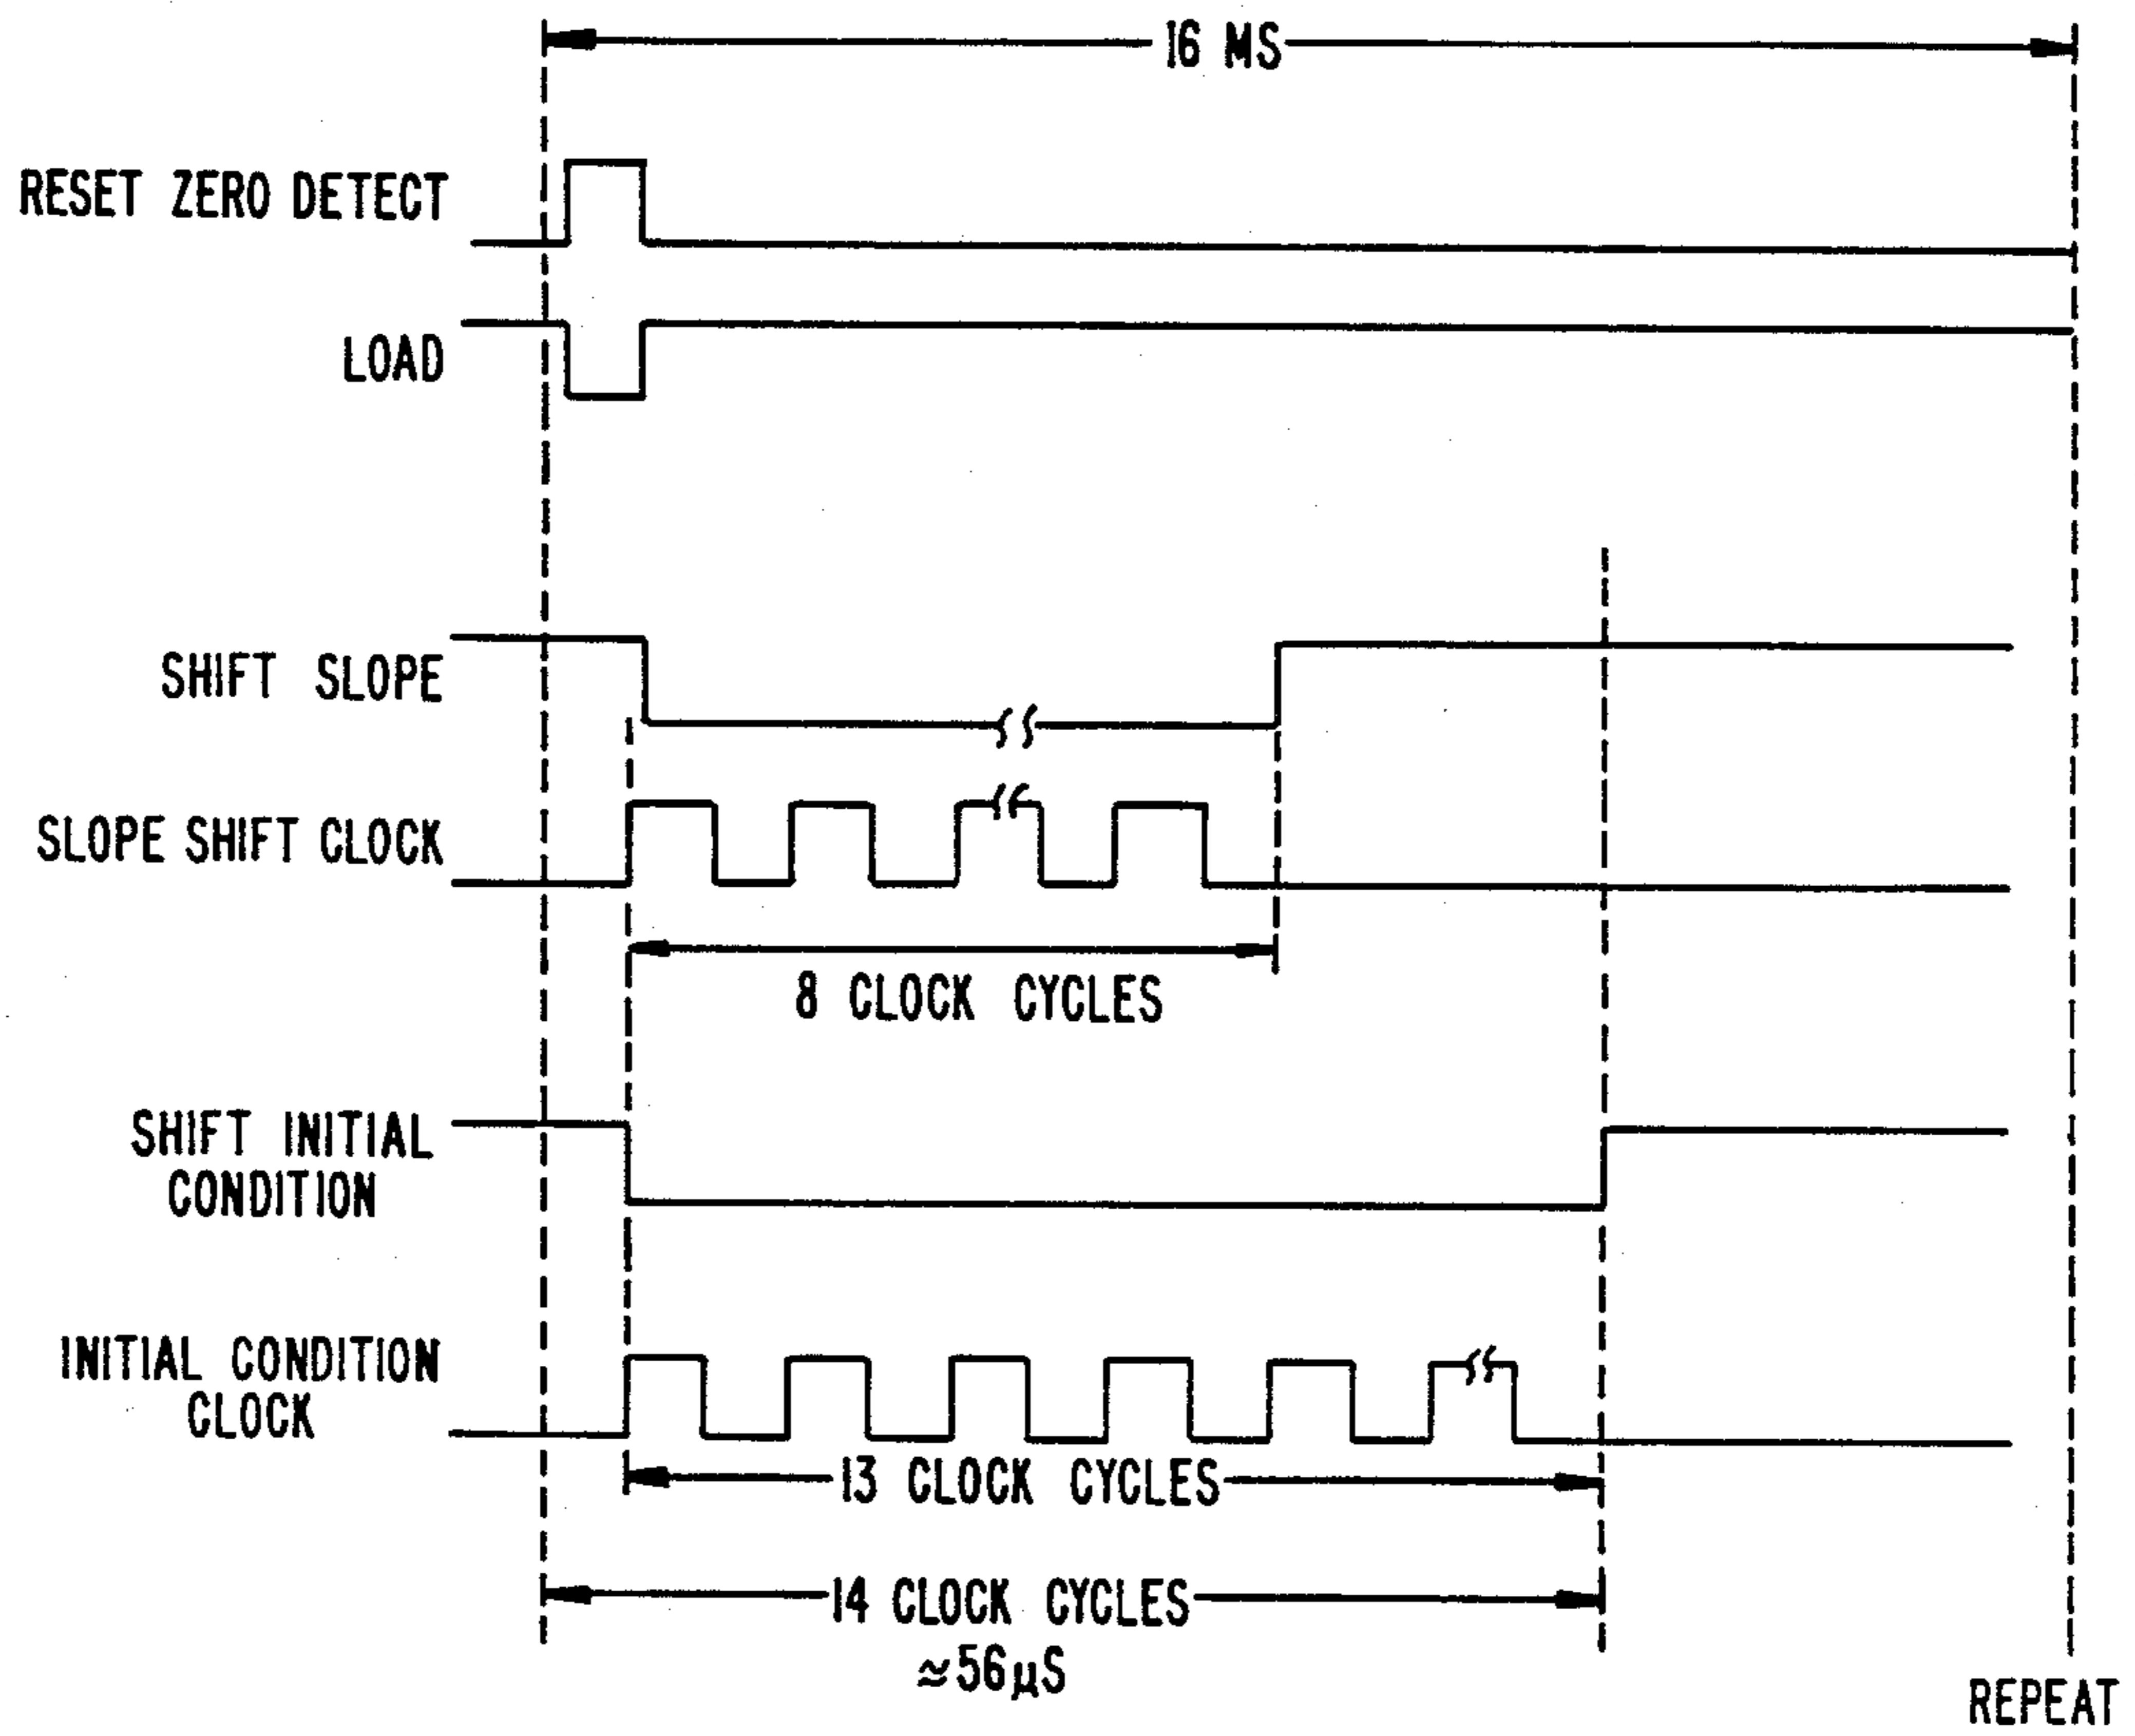 16 MS
RESET ZERO DETECT
LOAD
SHIFT SLOPE
SLOPE SHIFT CLOCK
8 CLOCK CYCLES
SHIFT INITIAL
CONDITION
INITIAL CONDITION
CLOCK
13 CLOCK CYCLES
14 CLOCK CYCLES
≈56μS
REPEAT